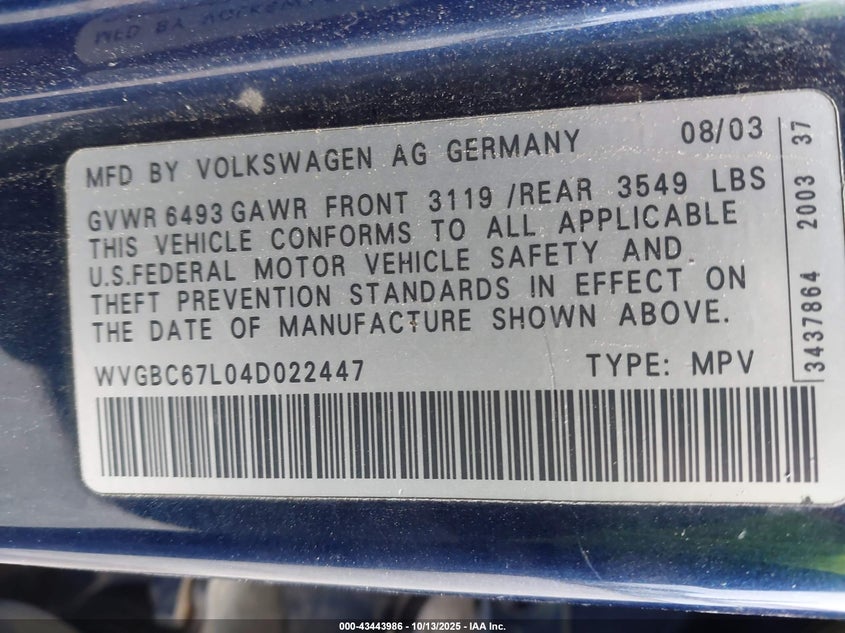 MFD BY VOLKSWAGEN AG GERMANY 08/03
GVWR 6493 GAWR FRONT 3119 /REAR 3549 LBS
THIS VEHICLE CONFORMS TO ALL APPLICABLE
U.S.FEDERAL MOTOR VEHICLE SAFETY AND
THEFT PREVENTION STANDARDS IN EFFECT ON
THE DATE OF MANUFACTURE SHOWN ABOVE.
WVGBC67L04D022447 TYPE: MPV
3437864 2003 37
000-43443986 - 10/13/2025 - IAA Inc.